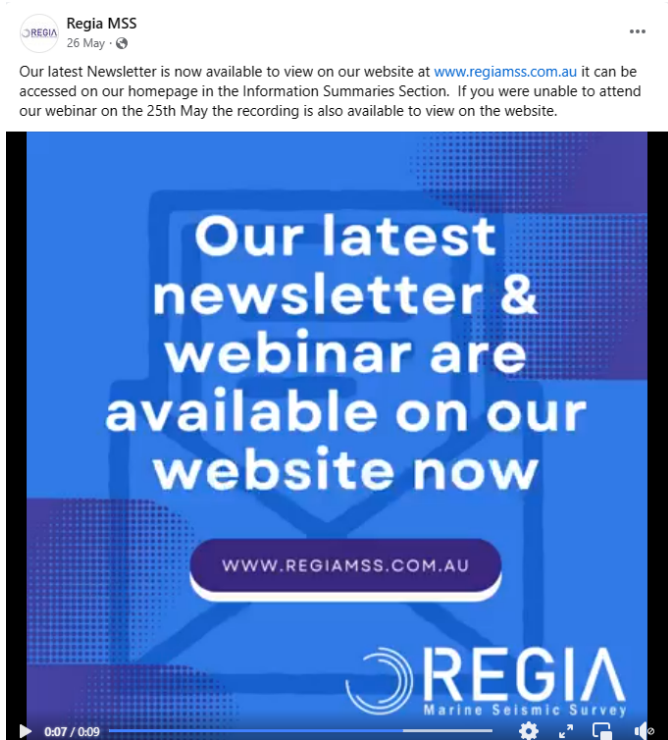 REGIA
Regia MSS
26 May ·
Our latest Newsletter is now available to view on our website at www.regiamss.com.au it can be
accessed on our homepage in the Information Summaries Section. If you were unable to attend
our webinar on the 25th May the recording is also available to view on the website.
Our latest
newsletter &
webinar are
available on our
website now
WWW.REGIAMSS.COM.AU
REGIA
Marine Seismic Survey
0:07 / 0:09